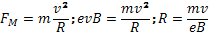 F_M = m v²/R ; evB = mv²/R ; R = mv/eB